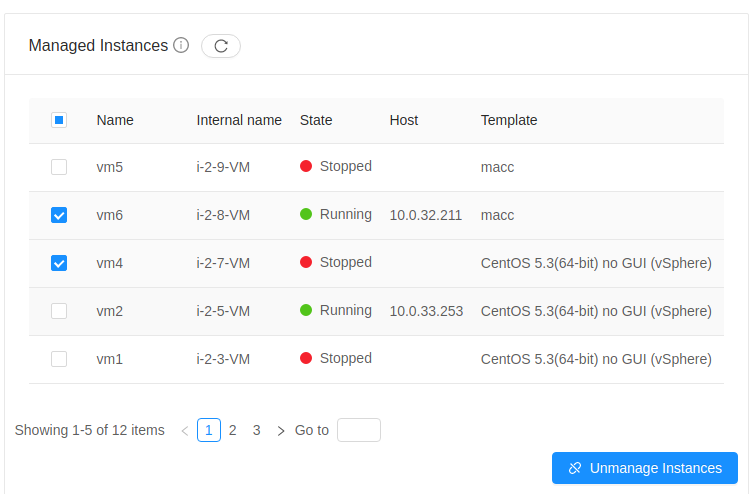 Managed Instances
Name Internal name State Host Template
vm5 i-2-9-VM Stopped macc
vm6 i-2-8-VM Running 10.0.32.211 macc
vm4 i-2-7-VM Stopped CentOS 5.3(64-bit) no GUI (vSphere)
vm2 i-2-5-VM Running 10.0.33.253 CentOS 5.3(64-bit) no GUI (vSphere)
vm1 i-2-3-VM Stopped CentOS 5.3(64-bit) no GUI (vSphere)
Showing 1-5 of 12 items < 1 2 3 > Go to
Unmanage Instances